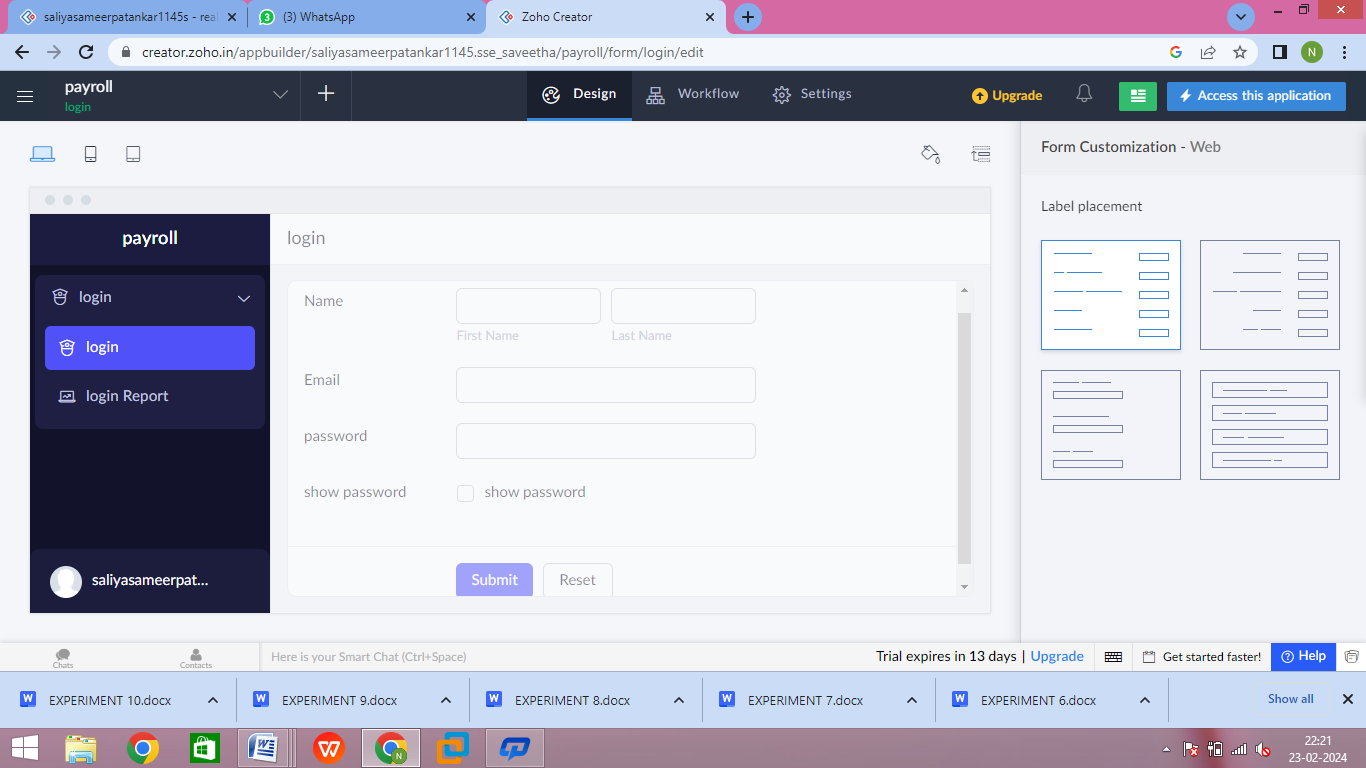 saliyasameerpatankar1145s - rea
(3) WhatsApp
Zoho Creator
creator.zoho.in/appbuilder/saliyasameerpatankar1145.sse_saveetha/payroll/form/login/edit
N
payroll
login
Design
Workflow
Settings
Upgrade
Access this application
Form Customization - Web
Label placement
payroll
login
login
login Report
saliyasameerpat...
login
Name
First Name
Last Name
Email
password
show password
show password
Submit
Reset
Chats
Contacts
Here is your Smart Chat (Ctrl+Space)
Trial expires in 13 days | Upgrade
Get started faster!
Help
EXPERIMENT 10.docx
EXPERIMENT 9.docx
EXPERIMENT 8.docx
EXPERIMENT 7.docx
EXPERIMENT 6.docx
Show all
22:21
23-02-2024